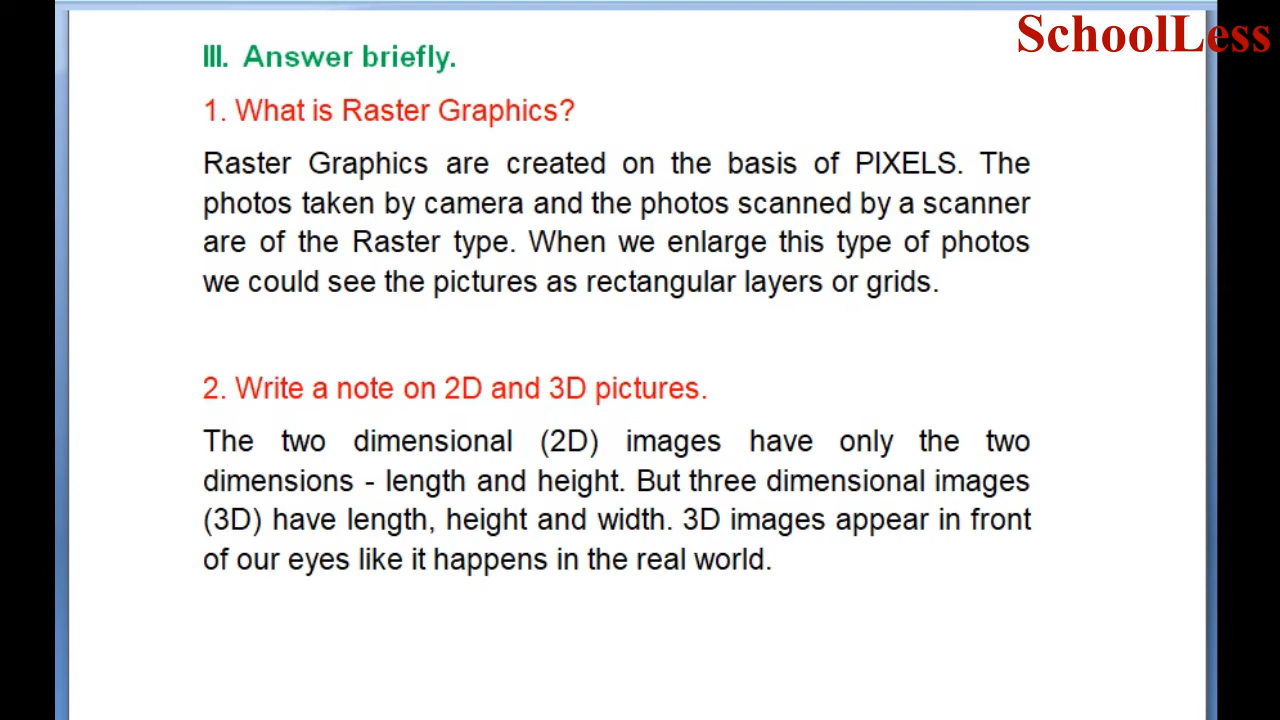 SchoolLess
III. Answer briefly.
1. What is Raster Graphics?
Raster Graphics are created on the basis of PIXELS. The
photos taken by camera and the photos scanned by a scanner
are of the Raster type. When we enlarge this type of photos
we could see the pictures as rectangular layers or grids.
2. Write a note on 2D and 3D pictures.
The two dimensional (2D) images have only the two
dimensions - length and height. But three dimensional images
(3D) have length, height and width. 3D images appear in front
of our eyes like it happens in the real world.